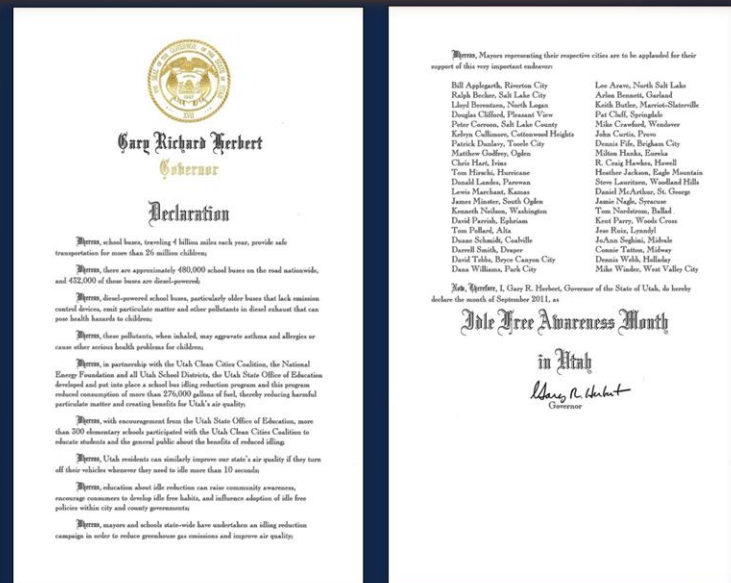 Gary Richard Herbert
Governor
Declaration
Whereas, school buses, traveling 4 billion miles each year, provide safe
transportation for more than 26 million children;
Whereas, there are approximately 480,000 school buses on the road nationwide,
and 432,000 of those buses are diesel-powered;
Whereas, diesel-powered school buses, particularly older buses that lack emission
control devices, emit particulate matter and other pollutants in diesel exhaust that can
pose health hazards to children;
Whereas, these pollutants, when inhaled, may aggravate asthma and allergies or
cause other serious health problems for children;
Whereas, in partnership with the Utah Clean Cities Coalition, the National
Energy Foundation and all Utah School Districts, the Utah State Office of Education
developed and put into place a school bus idling reduction program and this program
reduced consumption of more than 276,000 gallons of fuel, thereby reducing harmful
particulate matter and creating benefits for Utah's air quality;
Whereas, with encouragement from the Utah State Office of Education, more
than 300 elementary schools participated with the Utah Clean Cities Coalition to
educate students and the general public about the benefits of reduced idling;
Whereas, Utah residents can similarly improve our state's air quality if they turn
off their vehicles whenever they need to idle more than 10 seconds;
Whereas, education about idle reduction can raise community awareness,
encourage consumers to develop idle free habits, and influence adoption of idle free
policies within city and county governments;
Whereas, mayors and schools state-wide have undertaken an idling reduction
campaign in order to reduce greenhouse gas emissions and improve air quality;
Whereas, Mayors representing their respective cities are to be applauded for their
support of this very important endeavor:
Bill Applegarth, Riverton City
Ralph Becker, Salt Lake City
Lloyd Berentzen, North Logan
Douglas Clifford, Pleasant View
Peter Corroon, Salt Lake County
Kelvyn Cullimore, Cottonwood Heights
Patrick Dunlavy, Tooele City
Matthew Godfrey, Ogden
Chris Hart, Ivins
Tom Hirschi, Hurricane
Donald Landes, Parowan
Lewis Marchant, Kamas
James Minster, South Ogden
Kenneth Neilson, Washington
David Parrish, Ephriam
Tom Pollard, Alta
Duane Schmidt, Coalville
Darrell Smith, Draper
David Tebbs, Bryce Canyon City
Dana Williams, Park City
Len Arave, North Salt Lake
Arlon Bennett, Garland
Keith Butler, Marriot-Slaterville
Pat Cluff, Springdale
Mike Crawford, Wendover
John Curtis, Provo
Dennis Fife, Brigham City
Milton Hanks, Eureka
R. Craig Hawkes, Howell
Heather Jackson, Eagle Mountain
Steve Lauritzen, Woodland Hills
Daniel McArthur, St. George
Jamie Nagle, Syracuse
Tom Nordstrom, Ballad
Kent Parry, Woods Cross
Jess Ruiz, Lynndyl
JoAnn Seghini, Midvale
Connie Tatton, Midway
Dennis Webb, Holladay
Mike Winder, West Valley City
Now, Therefore, I, Gary R. Herbert, Governor of the State of Utah, do hereby
declare the month of September 2011, as
Idle Free Awareness Month
in Utah
Gary R. Herbert
Governor